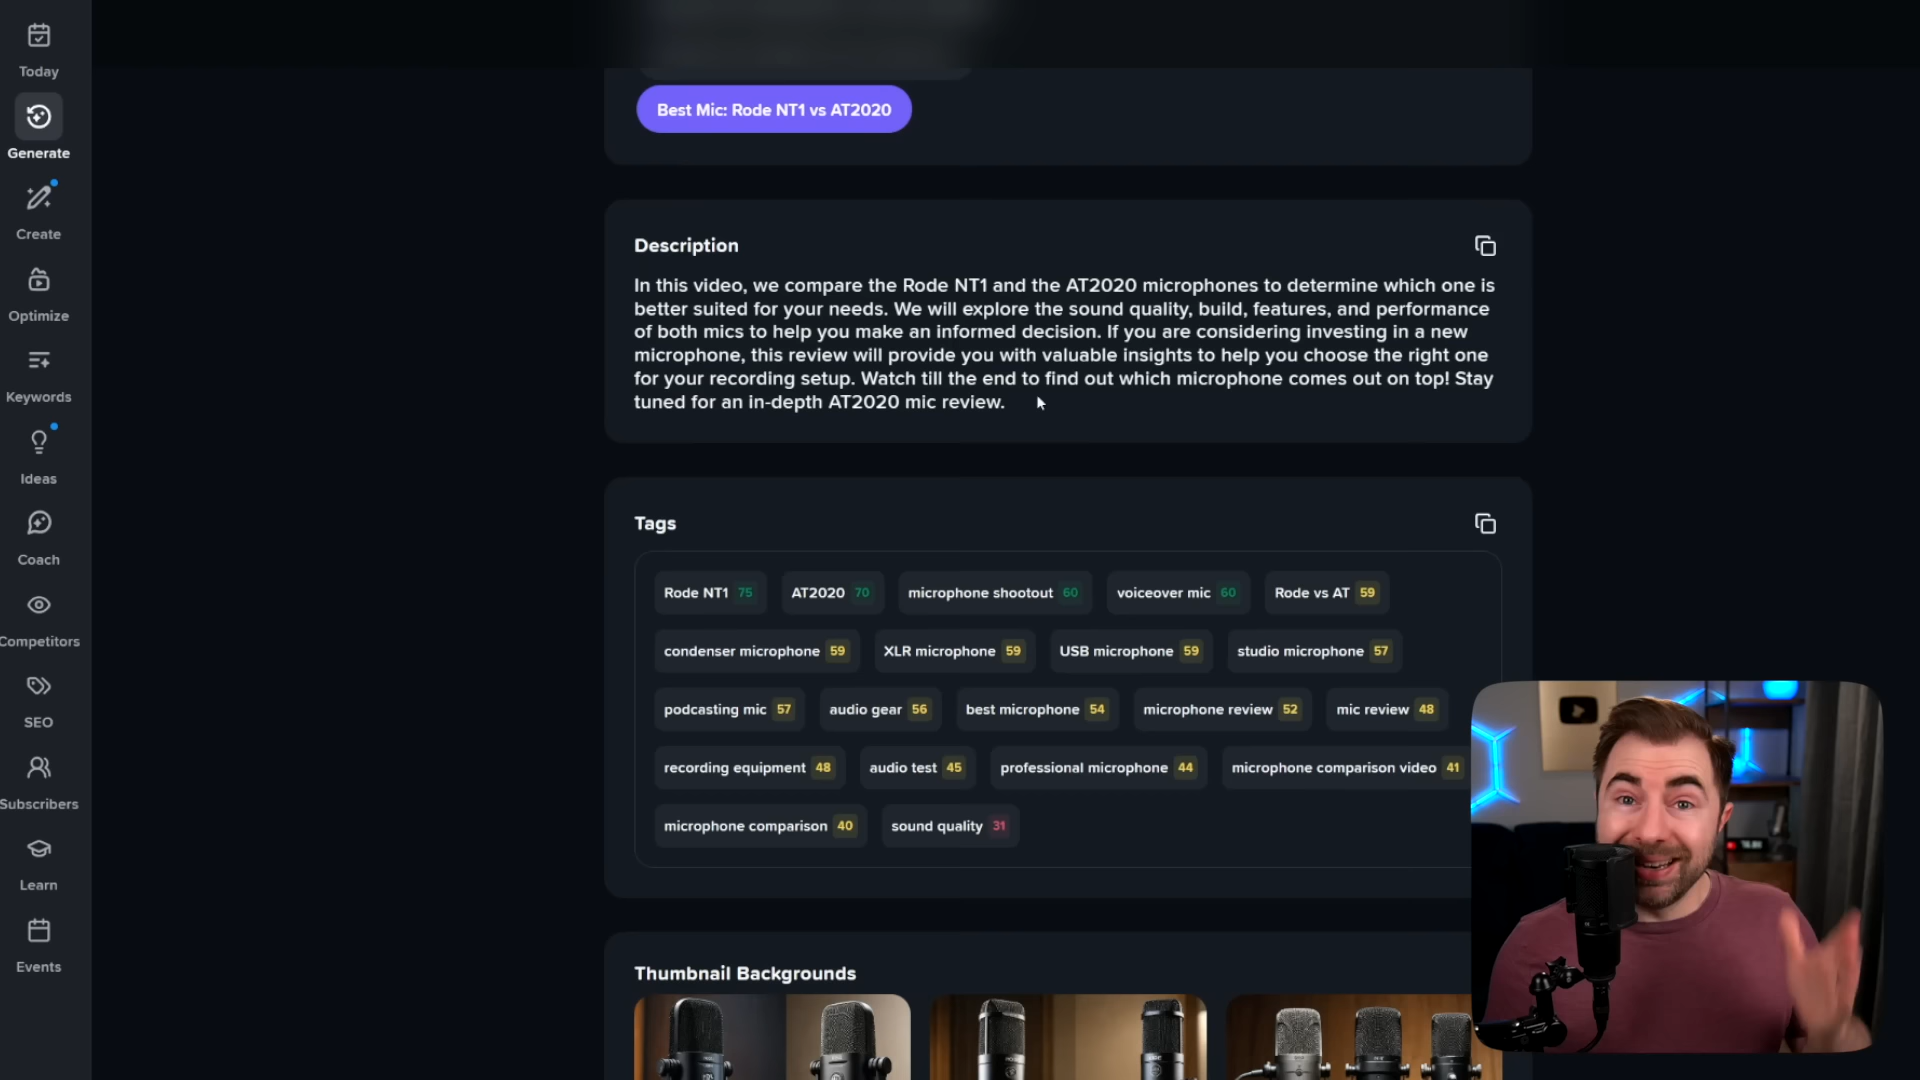 Today
Generate
Create
Optimize
Keywords
Ideas
Coach
Competitors
SEO
Subscribers
Learn
Events
Best Mic: Rode NT1 vs AT2020
Description
In this video, we compare the Rode NT1 and the AT2020 microphones to determine which one is
better suited for your needs. We will explore the sound quality, build, features, and performance
of both mics to help you make an informed decision. If you are considering investing in a new
microphone, this review will provide you with valuable insights to help you choose the right one
for your recording setup. Watch till the end to find out which microphone comes out on top! Stay
tuned for an in-depth AT2020 mic review.
Tags
Rode NT1 75 AT2020 70 microphone shootout 60 voiceover mic 60 Rode vs AT 59
condenser microphone 59 XLR microphone 59 USB microphone 59 studio microphone 57
podcasting mic 57 audio gear 56 best microphone 54 microphone review 52 mic review 48
recording equipment 48 audio test 45 professional microphone 44 microphone comparison video 41
microphone comparison 40 sound quality 31
Thumbnail Backgrounds